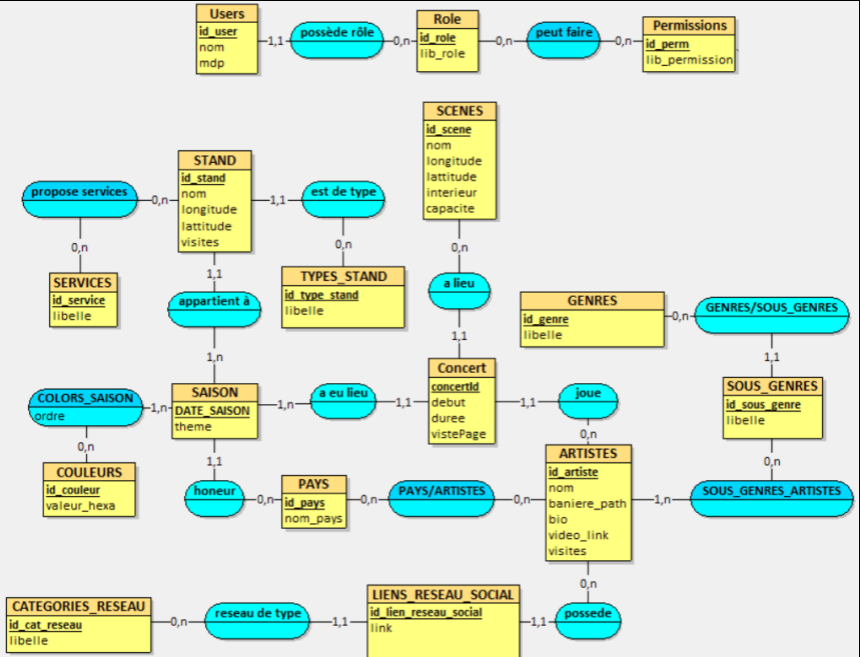 Users
id_user
nom
mdp
1,1
possède rôle
0,n
Role
id_role
lib_role
0,n
peut faire
0,n
Permissions
id_perm
lib_permission
SCENES
id_scene
nom
longitude
lattitude
interieur
capacite
STAND
id_stand
nom
longitude
lattitude
visites
propose services
0,n
1,1
est de type
0,n
0,n
0,n
SERVICES
id_service
libelle
1,1
appartient à
TYPES_STAND
id_type_stand
libelle
a lieu
GENRES
id_genre
libelle
0,n
GENRES/SOUS_GENRES
1,n
1,1
1,1
Concert
concertId
debut
duree
vistePage
SOUS_GENRES
id_sous_genre
libelle
COLORS_SAISON
ordre
1,n
SAISON
DATE_SAISON
theme
1,n
a eu lieu
1,1
1,1
joue
0,n
0,n
1,1
0,n
COULEURS
id_couleur
valeur_hexa
honeur
0,n
PAYS
id_pays
nom_pays
0,n
PAYS/ARTISTES
0,n
ARTISTES
id_artiste
nom
baniere_path
bio
video_link
visites
1,n
SOUS_GENRES_ARTISTES
0,n
CATEGORIES_RESEAU
id_cat_reseau
libelle
0,n
reseau de type
1,1
LIENS_RESEAU_SOCIAL
id_lien_reseau_social
link
1,1
possede